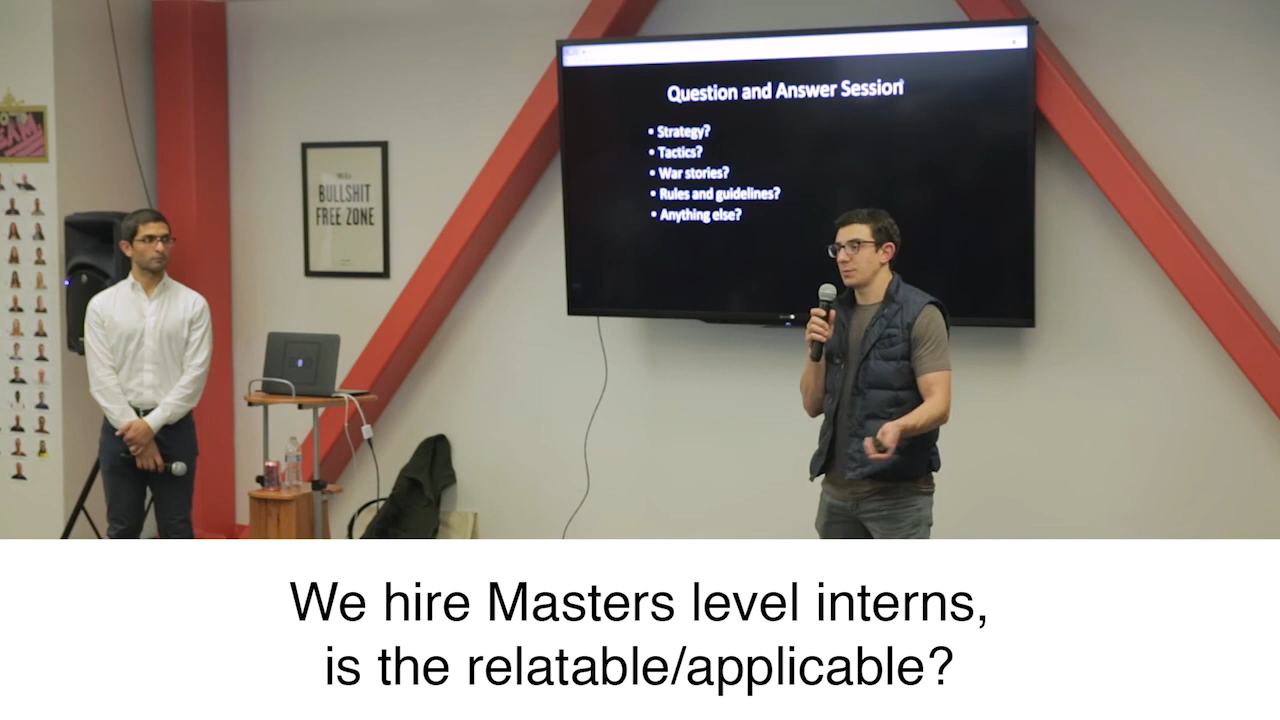 Question and Answer Session
• Strategy?
• Tactics?
• War stories?
• Rules and guidelines?
• Anything else?
BULLSHIT
FREE ZONE
We hire Masters level interns,
is the relatable/applicable?